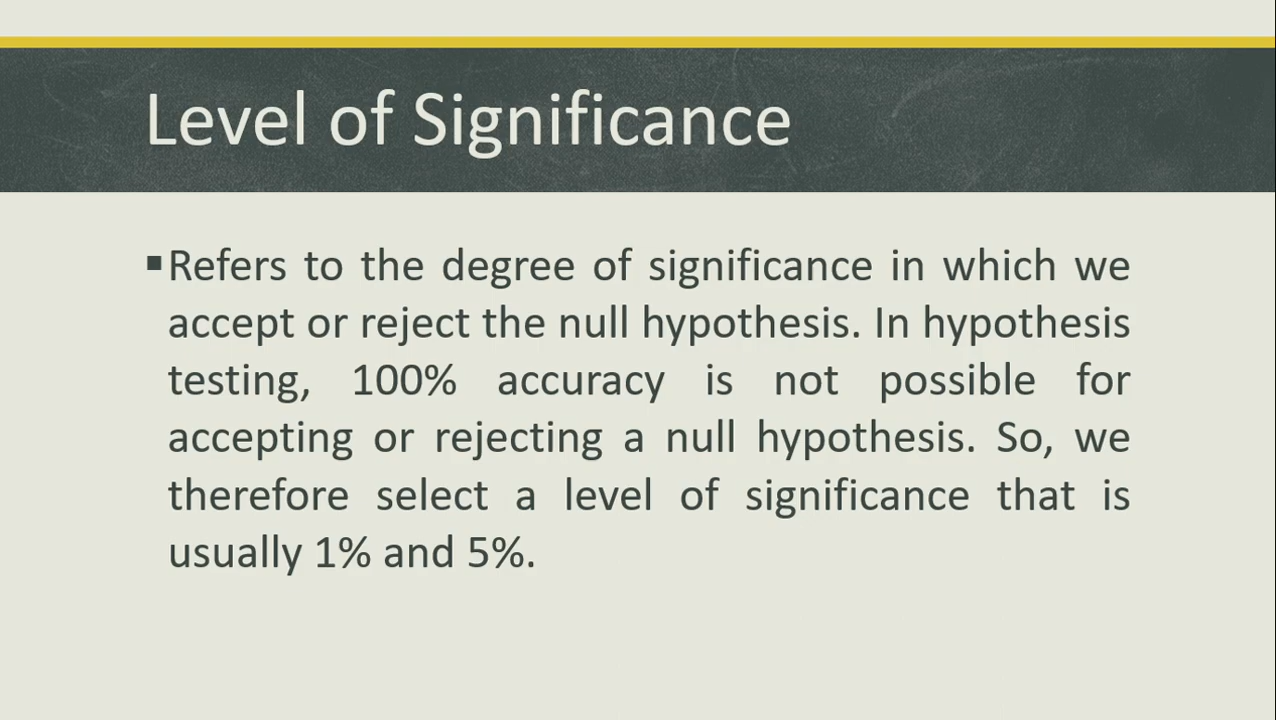 Level of Significance
▪Refers to the degree of significance in which we
accept or reject the null hypothesis. In hypothesis
testing, 100% accuracy is not possible for
accepting or rejecting a null hypothesis. So, we
therefore select a level of significance that is
usually 1% and 5%.